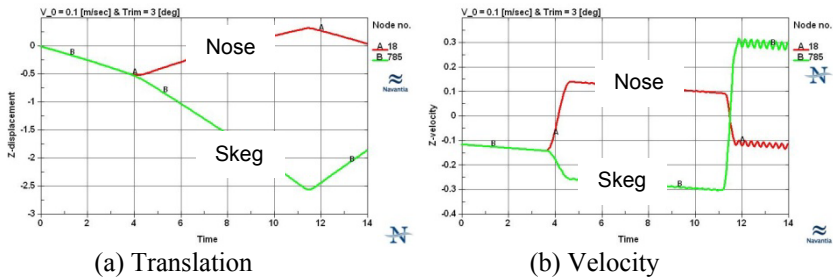 V_0 = 0.1 [m/sec] & Trim = 3 [deg]
Node no.
A 18
B 785
Navantia
Z-displacement
0
-0.5
-1
-1.5
-2
-2.5
-3
0 2 4 6 8 10 12 14
Time
Nose
Skeg
A
A
B
B
B
N
(a) Translation
V_0 = 0.1 [m/sec] & Trim = 3 [deg]
Node no.
A 18
B 785
N
Z-velocity
0.3
0.2
0.1
0
-0.1
-0.2
-0.3
-0.4
0 2 4 6 8 10 12 14
Time
Nose
Skeg
A
A
B
B
B
Navantia
(b) Velocity